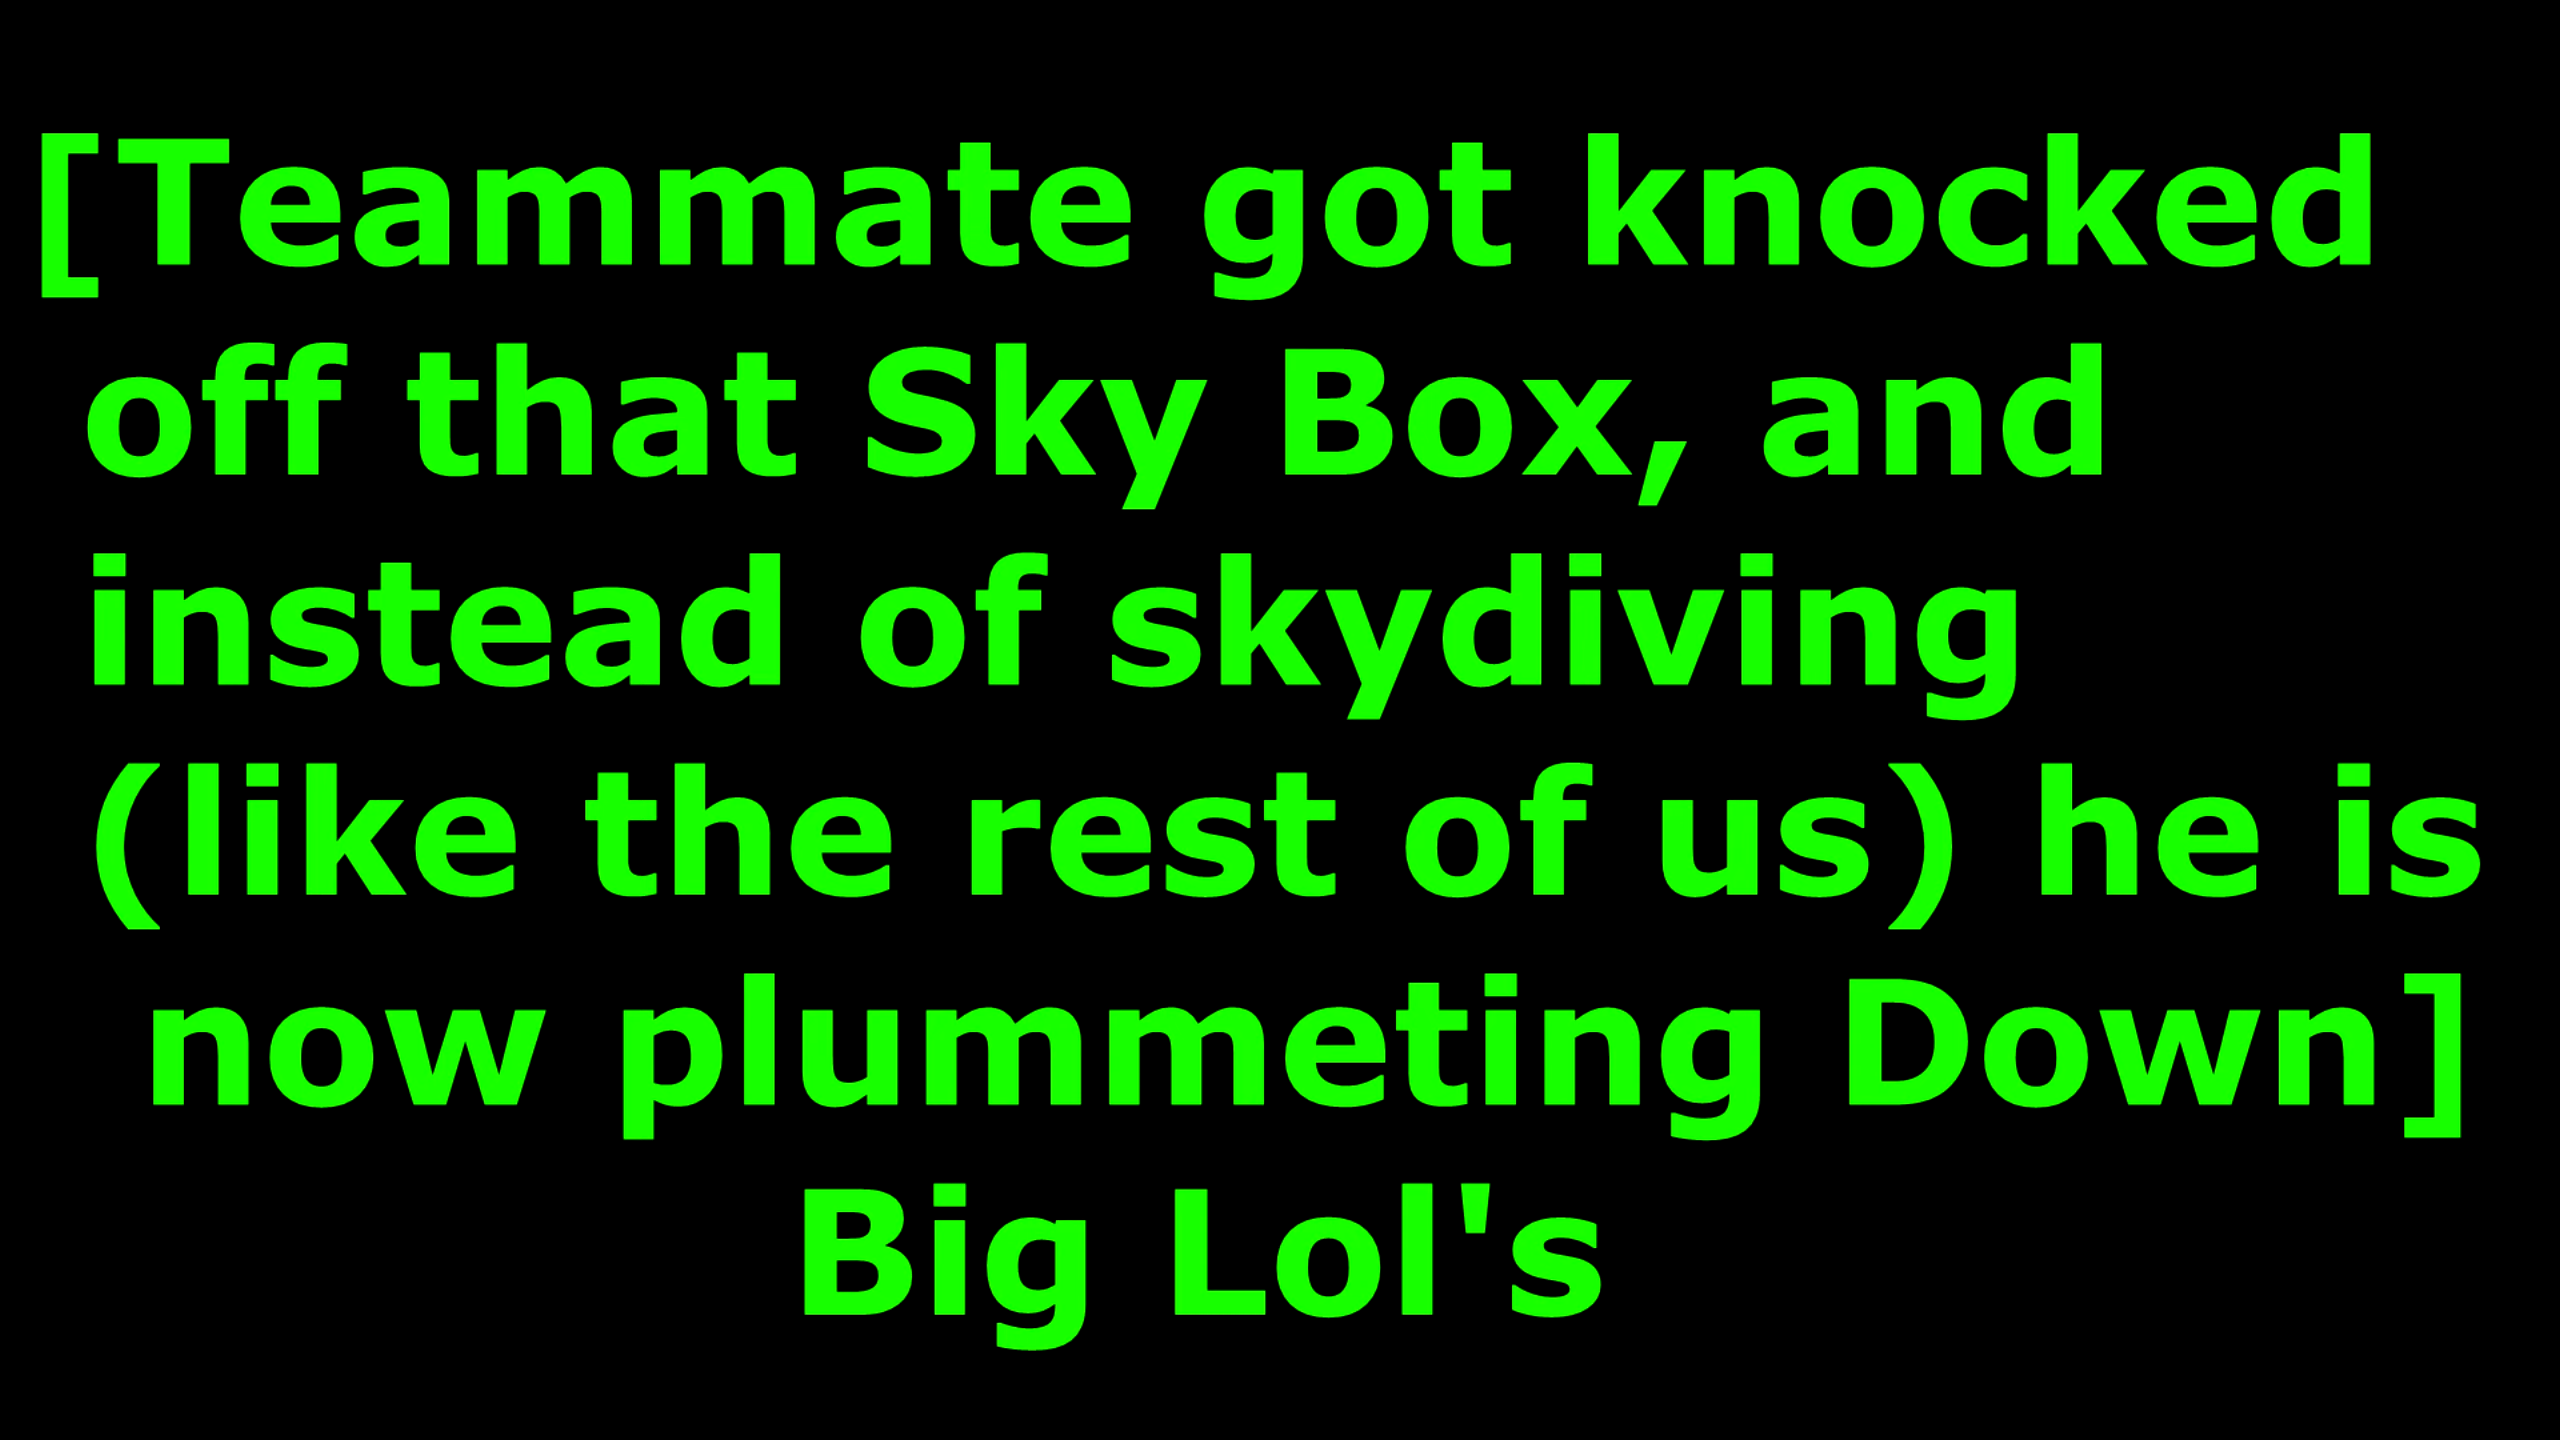 [Teammate got knocked
off that Sky Box, and
instead of skydiving
(like the rest of us) he is
now plummeting Down]
Big Lol's